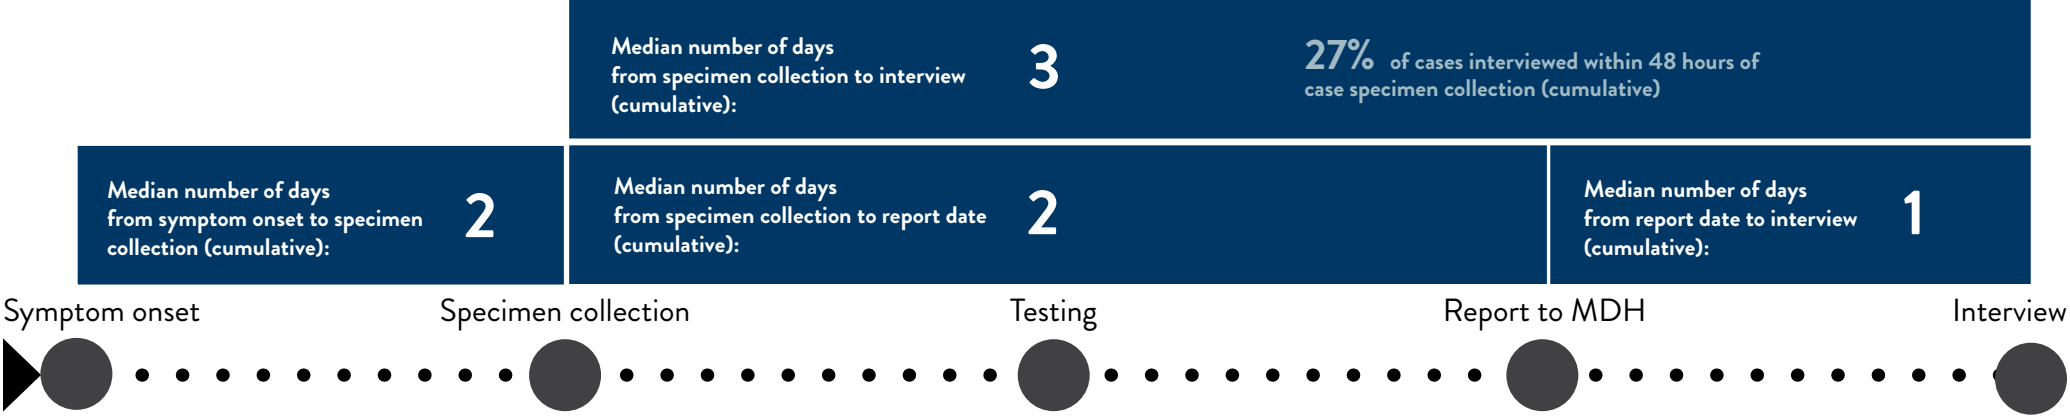 Median number of days
from specimen collection to interview
(cumulative):
3
27% of cases interviewed within 48 hours of
case specimen collection (cumulative)
Median number of days
from symptom onset to specimen
collection (cumulative):
2
Median number of days
from specimen collection to report date
(cumulative):
2
Median number of days
from report date to interview
(cumulative):
1
Symptom onset
Specimen collection
Testing
Report to MDH
Interview